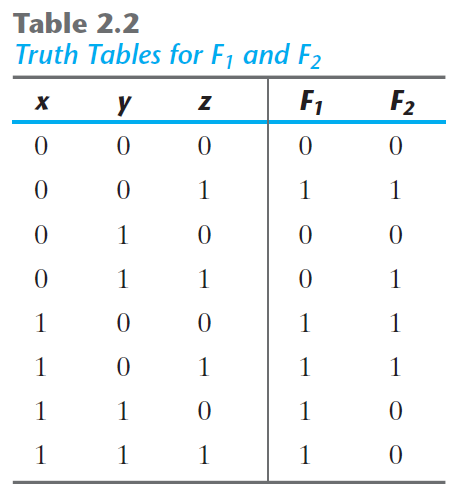 Table 2.2
Truth Tables for F₁ and F₂
x y z F₁ F₂
0 0 0 0 0
0 0 1 1 1
0 1 0 0 0
0 1 1 0 1
1 0 0 1 1
1 0 1 1 1
1 1 0 1 0
1 1 1 1 0